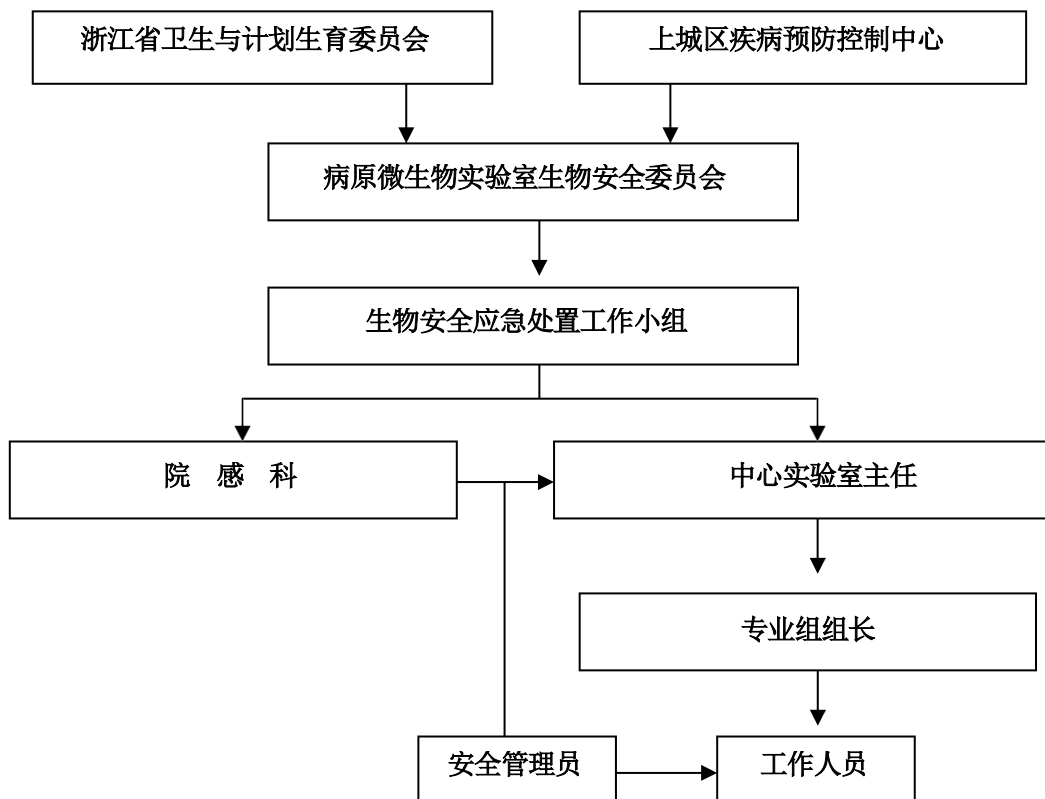 浙江省卫生与计划生育委员会
上城区疾病预防控制中心
病原微生物实验室生物安全委员会
生物安全应急处置工作小组
院 感 科
中心实验室主任
专业组组长
安全管理员
工作人员